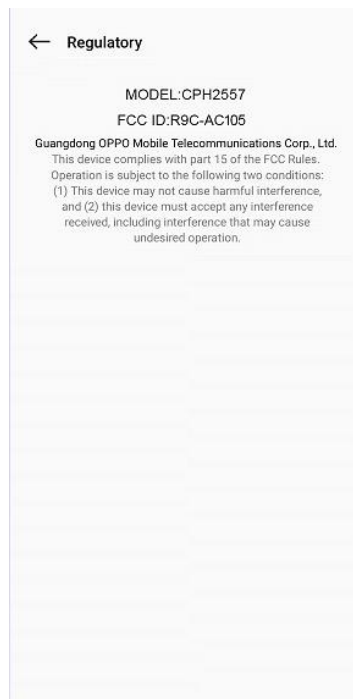 Regulatory
MODEL:CPH2557
FCC ID:R9C-AC105
Guangdong OPPO Mobile Telecommunications Corp., Ltd.
This device complies with part 15 of the FCC Rules.
Operation is subject to the following two conditions:
(1) This device may not cause harmful interference,
and (2) this device must accept any interference
received, including interference that may cause
undesired operation.